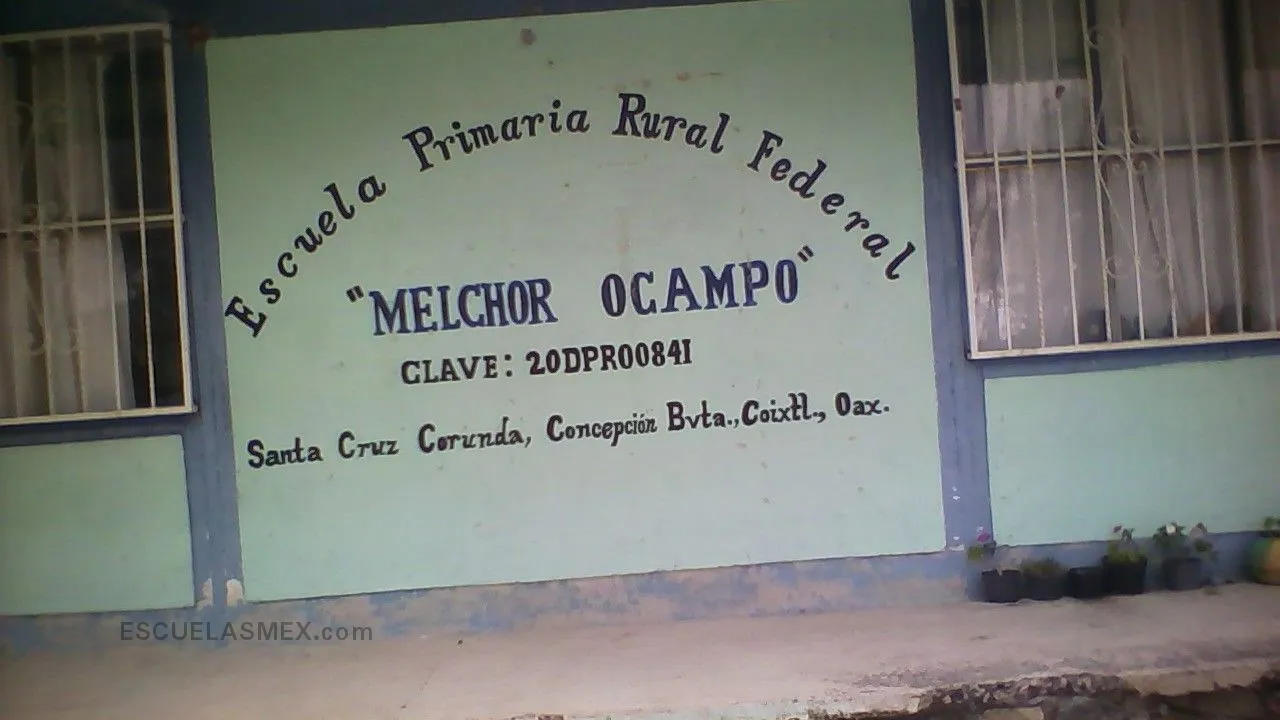 Escuela Primaria Rural Federal
"MELCHOR OCAMPO"
CLAVE: 20DPR0084I
Santa Cruz Corunda, Concepción Bvta., Coixtl., Oax.
ESCUELASMEX.com